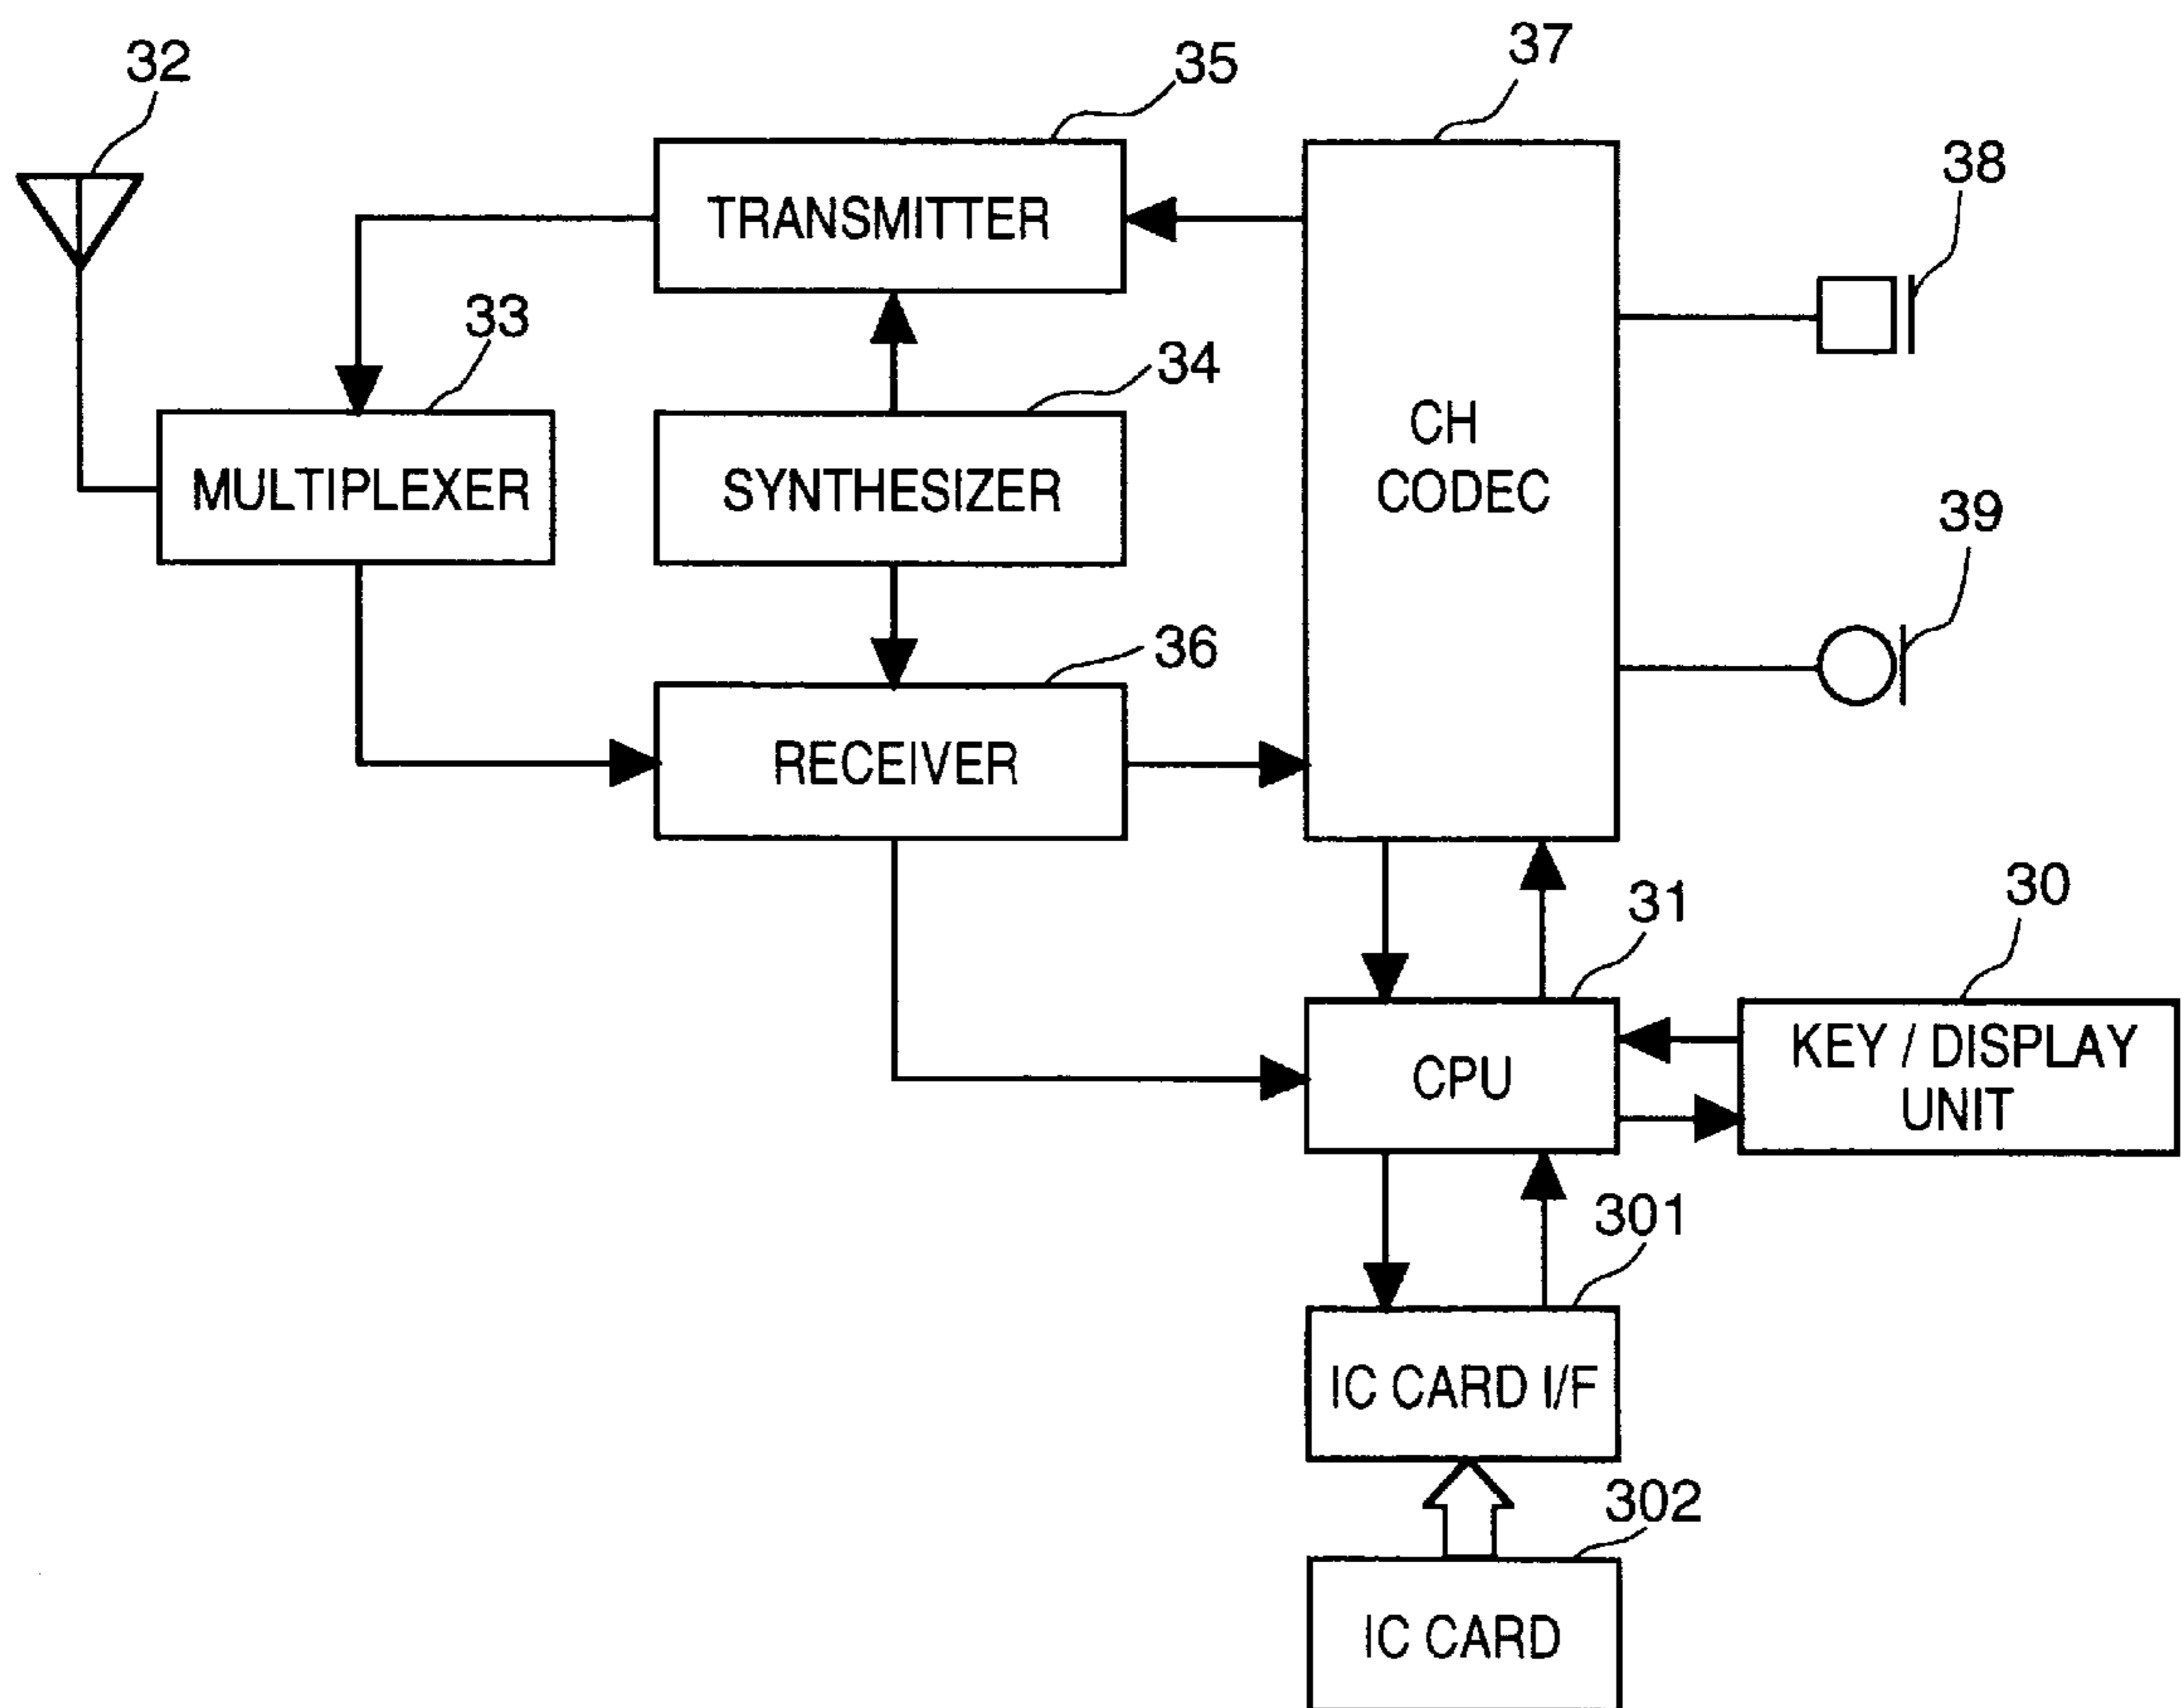 32
35
37
38
TRANSMITTER
33
34
CH
CODEC
MULTIPLEXER
SYNTHESIZER
39
36
RECEIVER
31
30
CPU
KEY / DISPLAY
UNIT
301
IC CARD I/F
302
IC CARD